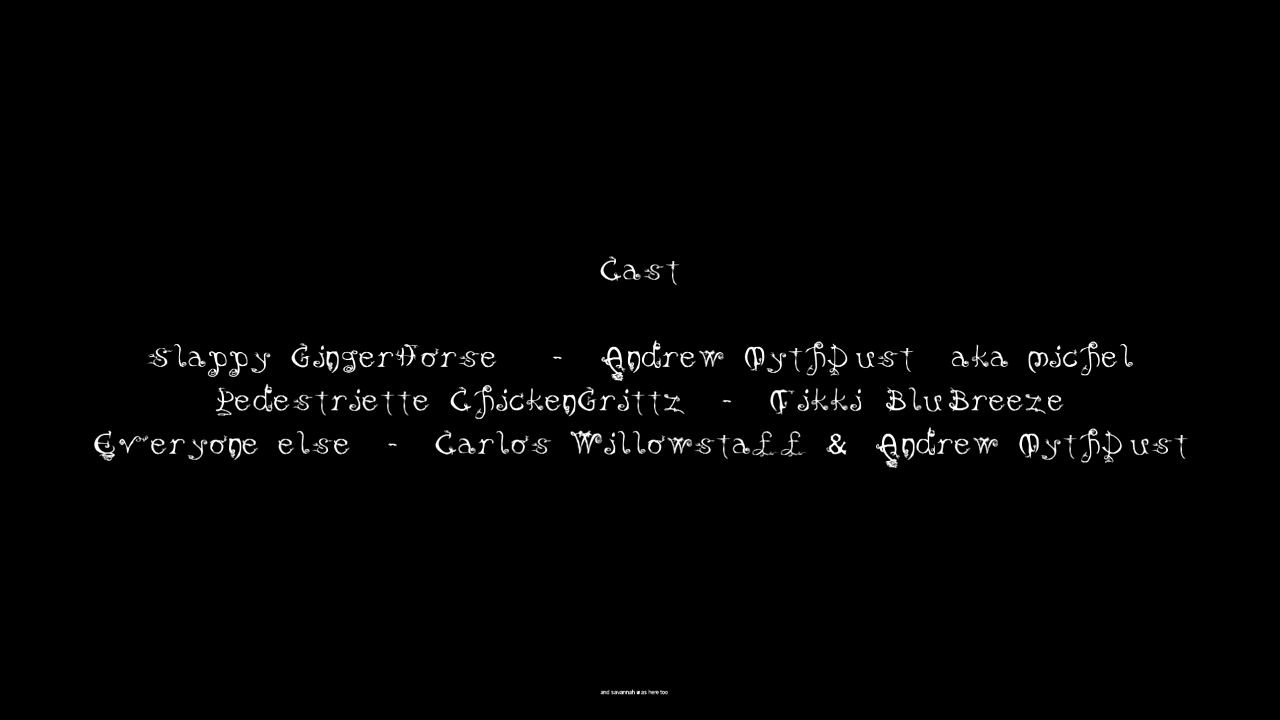 Cast
Slappy GingerHorse - Andrew MythDust aka michel
Pedestriette ChickenGrittz - Tikki BluBreeze
Everyone else - Carlos Willowstaff & Andrew MythDust
and savannah was here too